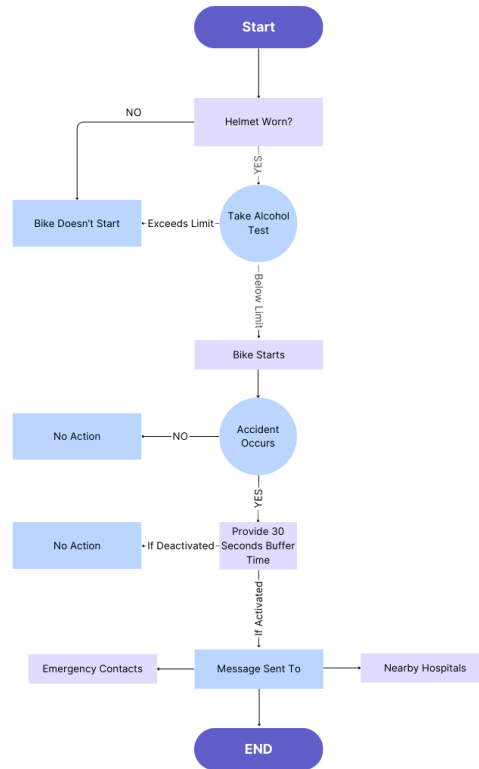 Start
NO
Helmet Worn?
YES
Bike Doesn't Start
Exceeds Limit
Take Alcohol
Test
Below Limit
Bike Starts
No Action
NO
Accident
Occurs
YES
No Action
If Deactivated
Provide 30
Seconds Buffer
Time
If Activated
Emergency Contacts
Message Sent To
Nearby Hospitals
END